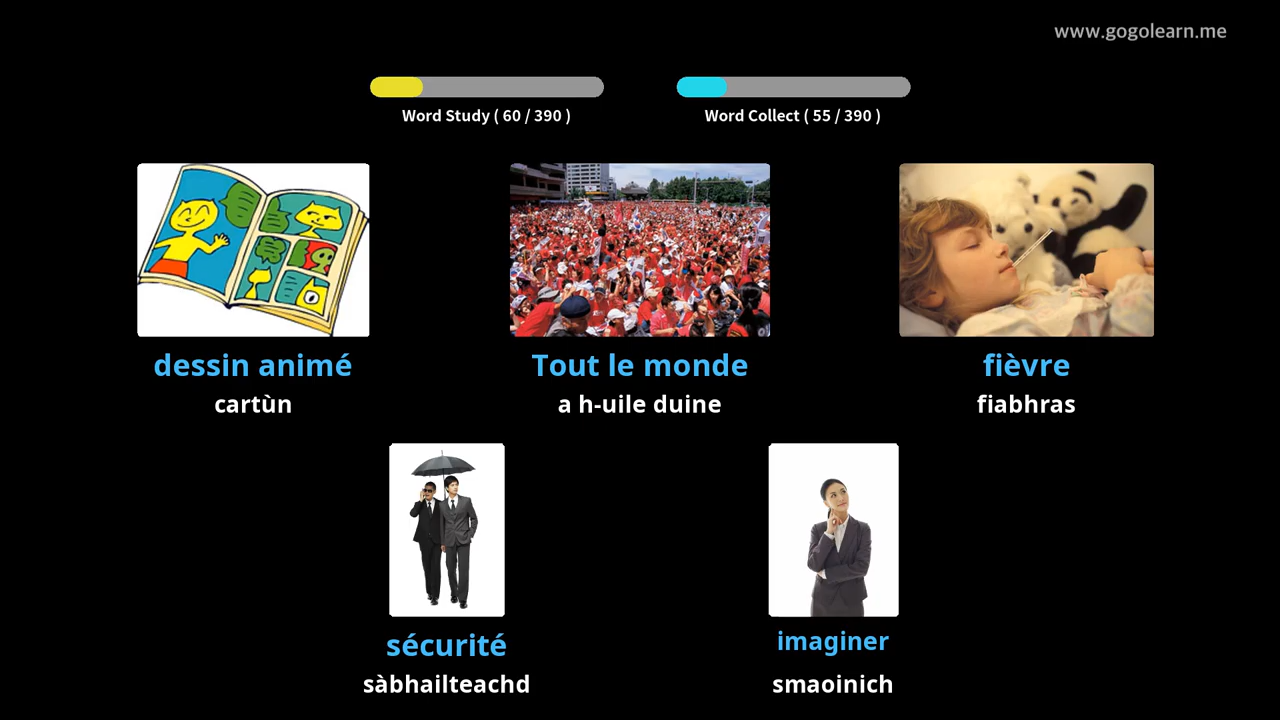 www.gogolearn.me
Word Study ( 60 / 390 )
Word Collect ( 55 / 390 )
dessin animé
cartùn
Tout le monde
a h-uile duine
fièvre
fiabhras
sécurité
sàbhailteachd
imaginer
smaoinich